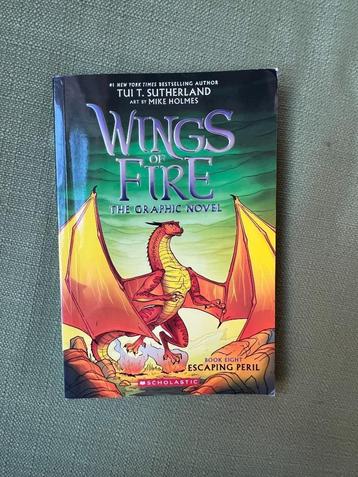 #1 NEW YORK TIMES BESTSELLING AUTHOR
TUI T. SUTHERLAND
ART BY MIKE HOLMES
WINGS
OF
FIRE
THE GRAPHIC NOVEL
BOOK EIGHT
ESCAPING PERIL
SCHOLASTIC